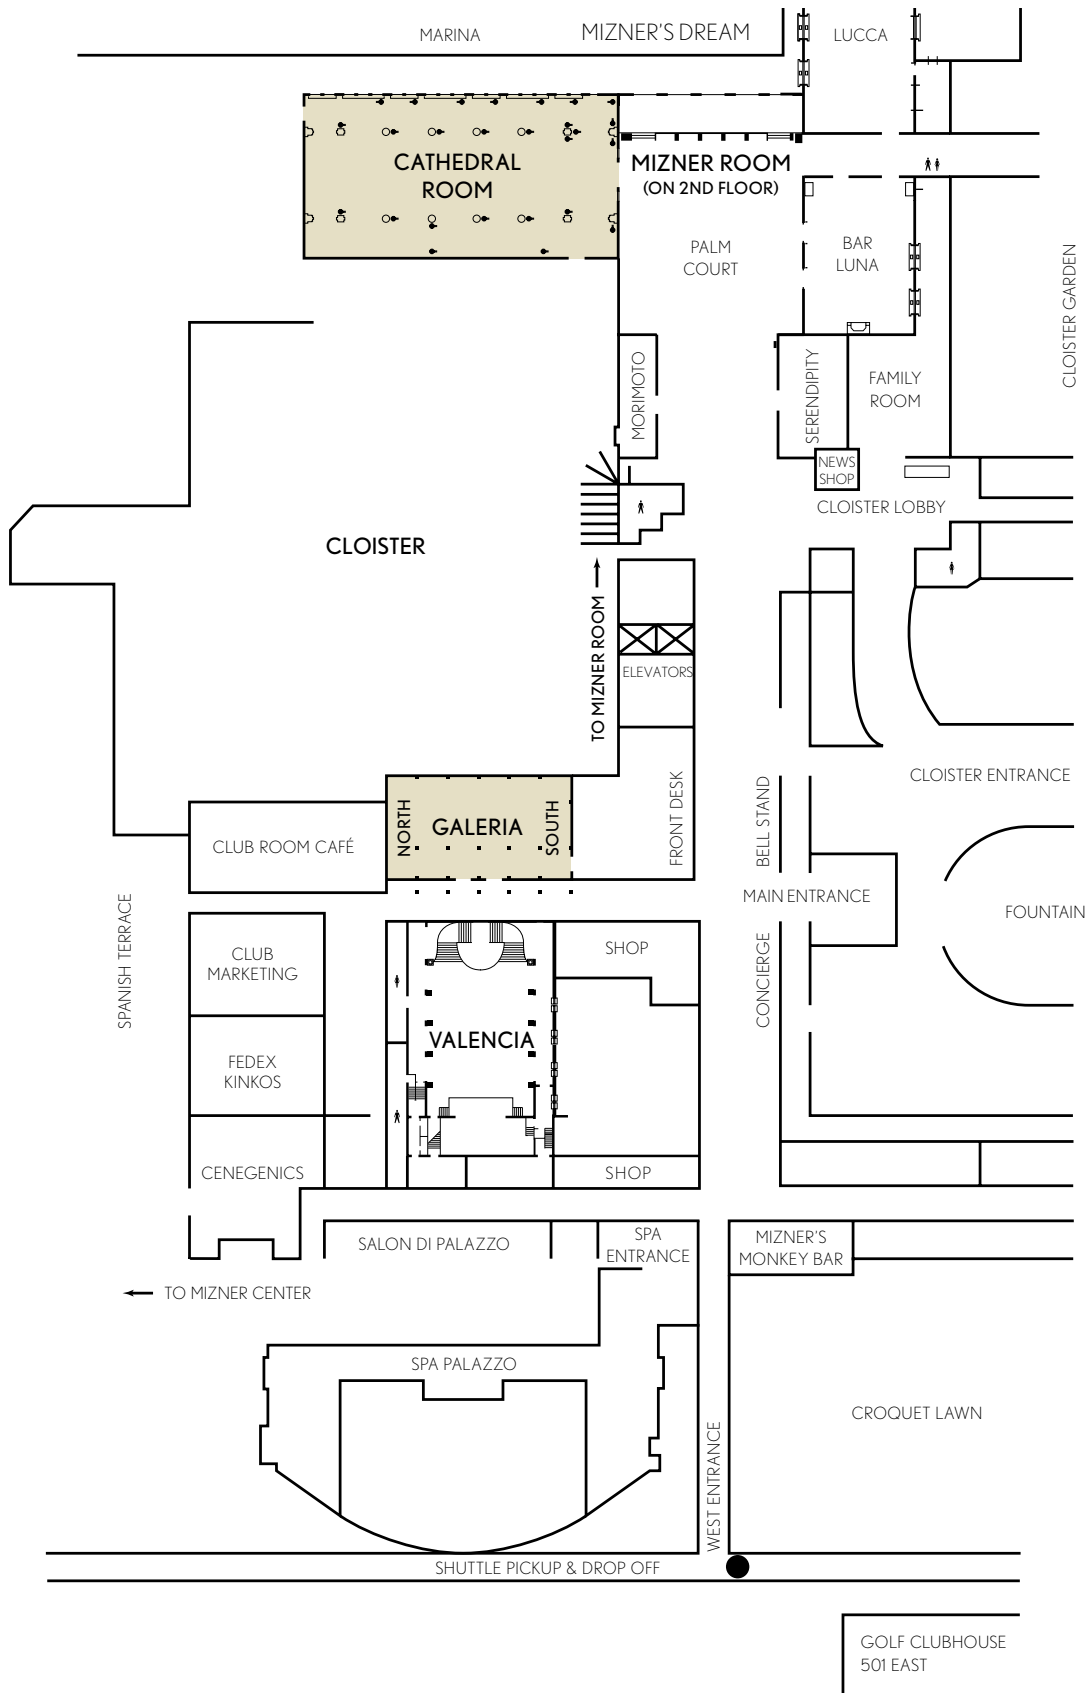 MARINA
MIZNER'S DREAM
LUCCA
CATHEDRAL
ROOM
MIZNER ROOM
(ON 2ND FLOOR)
PALM
COURT
BAR
LUNA
CLOISTER GARDEN
MORIMOTO
SERENDIPITY
FAMILY
ROOM
NEWS
SHOP
CLOISTER LOBBY
CLOISTER
TO MIZNER ROOM
ELEVATORS
CLOISTER ENTRANCE
FRONT DESK
BELL STAND
NORTH
GALERIA
SOUTH
CLUB ROOM CAFÉ
MAIN ENTRANCE
FOUNTAIN
SPANISH TERRACE
CLUB
MARKETING
SHOP
CONCIERGE
VALENCIA
FEDEX
KINKOS
CENEGENICS
SHOP
SALON DI PALAZZO
SPA
ENTRANCE
MIZNER'S
MONKEY BAR
TO MIZNER CENTER
SPA PALAZZO
CROQUET LAWN
WEST ENTRANCE
SHUTTLE PICKUP & DROP OFF
GOLF CLUBHOUSE
501 EAST